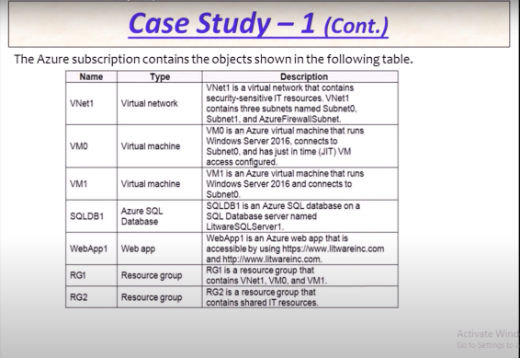 Case Study – 1 (Cont.)
The Azure subscription contains the objects shown in the following table.
Name Type Description
VNet1 Virtual network VNet1 is a virtual network that contains
security-sensitive IT resources. VNet1
contains three subnets named Subnet0,
Subnet1, and AzureFirewallSubnet.
VM0 Virtual machine VM0 is an Azure virtual machine that runs
Windows Server 2016, connects to
Subnet0, and has just in time (JIT) VM
access configured.
VM1 Virtual machine VM1 is an Azure virtual machine that runs
Windows Server 2016 and connects to
Subnet0.
SQLDB1 Azure SQL
Database SQLDB1 is an Azure SQL database on a
SQL Database server named
LitwareSQLServer1.
WebApp1 Web app WebApp1 is an Azure web app that is
accessible by using https://www.litwareinc.com
and http://www.litwareinc.com.
RG1 Resource group RG1 is a resource group that
contains VNet1, VM0, and VM1.
RG2 Resource group RG2 is a resource group that
contains shared IT resources.
Activate Wind
Go to Settings to